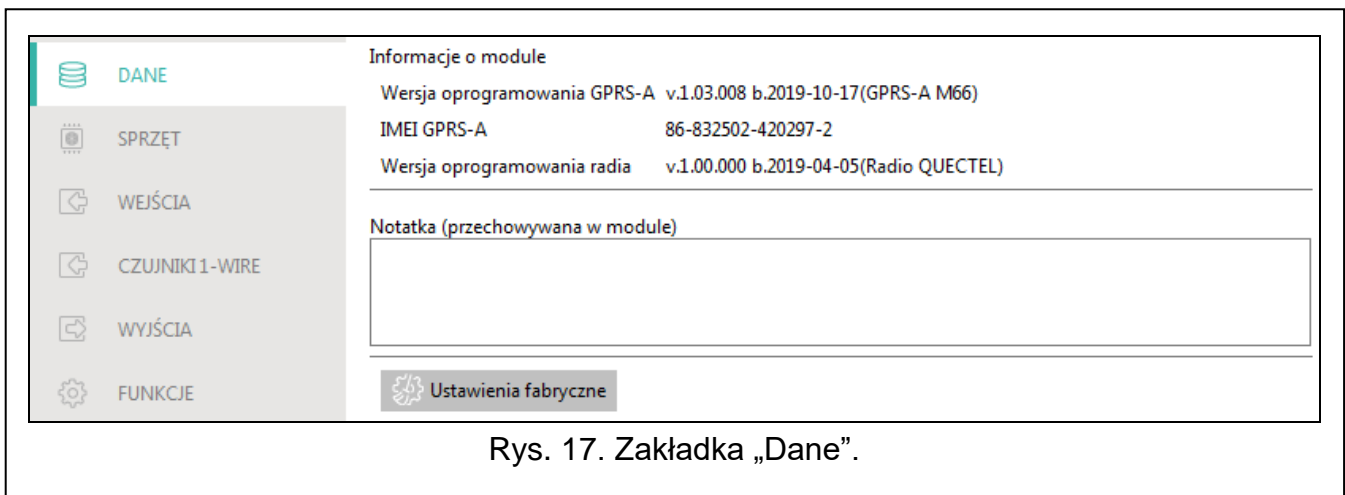 DANE
SPRZĘT
WEJŚCIA
CZUJNIKI 1-WIRE
WYJŚCIA
FUNKCJE
Informacje o module
Wersja oprogramowania GPRS-A v.1.03.008 b.2019-10-17(GPRS-A M66)
IMEI GPRS-A 86-832502-420297-2
Wersja oprogramowania radia v.1.00.000 b.2019-04-05(Radio QUECTEL)
Notatka (przechowywana w module)
Ustawienia fabryczne
Rys. 17. Zakładka „Dane”.